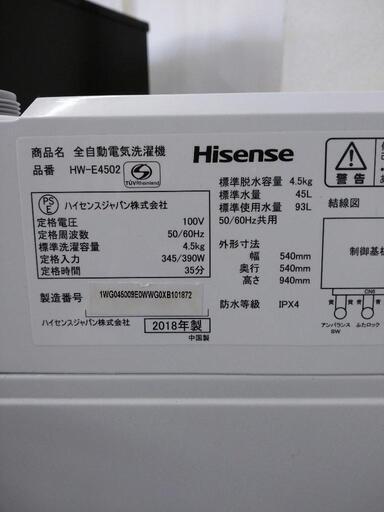 商品名 全自動電気洗濯機
品番 HW-E4502
TÜVRheinland
Hisense
PS
E
ハイセンスジャパン株式会社
定格電圧 100V
定格周波数 50/60Hz
標準洗濯容量 4.5kg
定格入力 345/390W
定格時間 35分
製造番号 1WG045009E0WWG0XB101872
ハイセンスジャパン株式会社
2018年製
中国製
標準脱水容量 4.5kg
標準水量 45L
標準使用水量 93L
50/60Hz共用
外形寸法
幅 540mm
奥行 540mm
高さ 940mm
防水等級 IPX4
警告
結線図
制御基板
CN6
青 青 黄 黄
アンバランス
SW
ふたロック